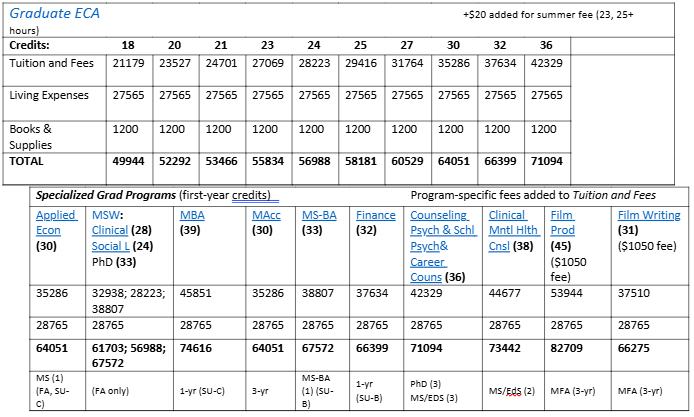 Graduate ECA +$20 added for summer fee (23, 25+
hours)
Credits: 18 20 21 23 24 25 27 30 32 36
Tuition and Fees 21179 23527 24701 27069 28223 29416 31764 35286 37634 42329
Living Expenses 27565 27565 27565 27565 27565 27565 27565 27565 27565 27565
Books & 1200 1200 1200 1200 1200 1200 1200 1200 1200 1200
Supplies
TOTAL 49944 52292 53466 55834 56988 58181 60529 64051 66399 71094
Specialized Grad Programs (first-year credits) Program-specific fees added to Tuition and Fees
Applied MSW: MBA MAcc MS-BA Finance Counseling Clinical Film Film Writing
Econ Clinical (28) (39) (30) (33) (32) Psych & Schl Mntl Hlth Prod (31)
(30) Social L (24) Psych& Cnsl (38) (45) ($1050 fee)
PhD (33) Career ($1050
Couns (36) fee)
35286 32938; 28223; 45851 35286 38807 37634 42329 44677 53944 37510
38807
28765 28765 28765 28765 28765 28765 28765 28765 28765 28765
64051 61703; 56988; 74616 64051 67572 66399 71094 73442 82709 66275
67572
MS (1) MS-BA
(FA, SU- (FA only) 1-yr (SU-C) 3-yr (1) (SU- 1-yr PhD (3) MS/EdS (2) MFA (3-yr) MFA (3-yr)
C) B) (SU-B) MS/EDS (3)